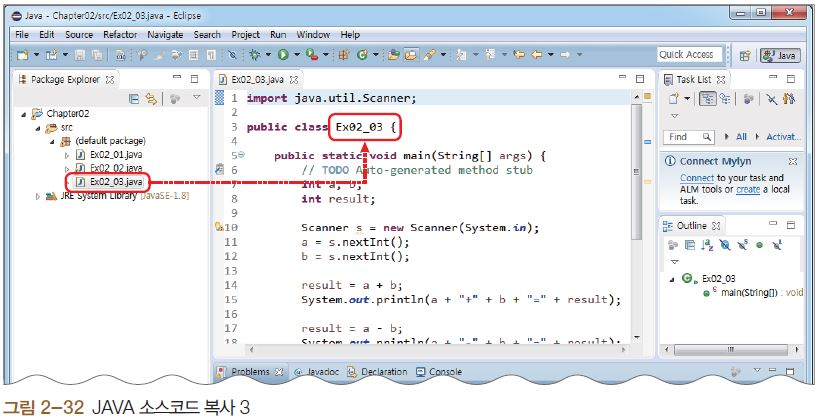 Java - Chapter02/src/Ex02_03.java - Eclipse
File Edit Source Refactor Navigate Search Project Run Window Help
Quick Access
Java
Package Explorer
Ex02_03.java
Task List
Chapter02
src
(default package)
Ex02_01.java
Ex02_02.java
Ex02_03.java
JRE System Library [JavaSE-1.8]
1 import java.util.Scanner;
2
3 public class Ex02_03 {
4
5 public static void main(String[] args) {
6 // TODO Auto-generated method stub
7 int a, b;
8 int result;
9
10 Scanner s = new Scanner(System.in);
11 a = s.nextInt();
12 b = s.nextInt();
13
14 result = a + b;
15 System.out.println(a + "+" + b + "=" + result);
16
17 result = a - b;
18 System.out.println(a + "-" + b + "=" + result);
Find
All
Activat...
Connect Mylyn
Connect to your task and
ALM tools or create a local
task.
Outline
Ex02_03
main(String[]) : void
Problems
Javadoc
Declaration
Console
그림 2-32 JAVA 소스코드 복사 3